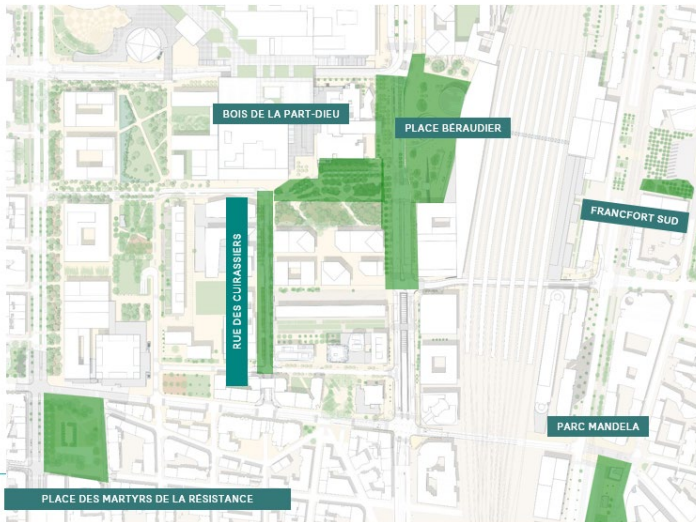 BOIS DE LA PART-DIEU
PLACE BÉRAUDIER
FRANCFORT SUD
RUE DES CUIRASSIERS
PARC MANDELA
PLACE DES MARTYRS DE LA RÉSISTANCE